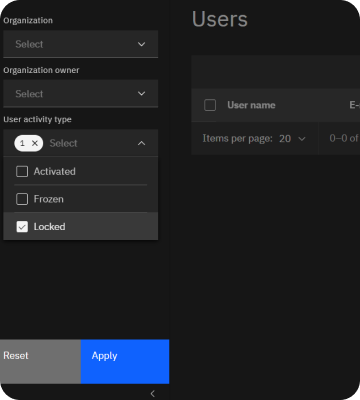 Organization
Select
Organization owner
Select
User activity type
1 × Select
Activated
Frozen
Locked
Reset
Apply
Users
User name
E-
Items per page: 20
0–0 of